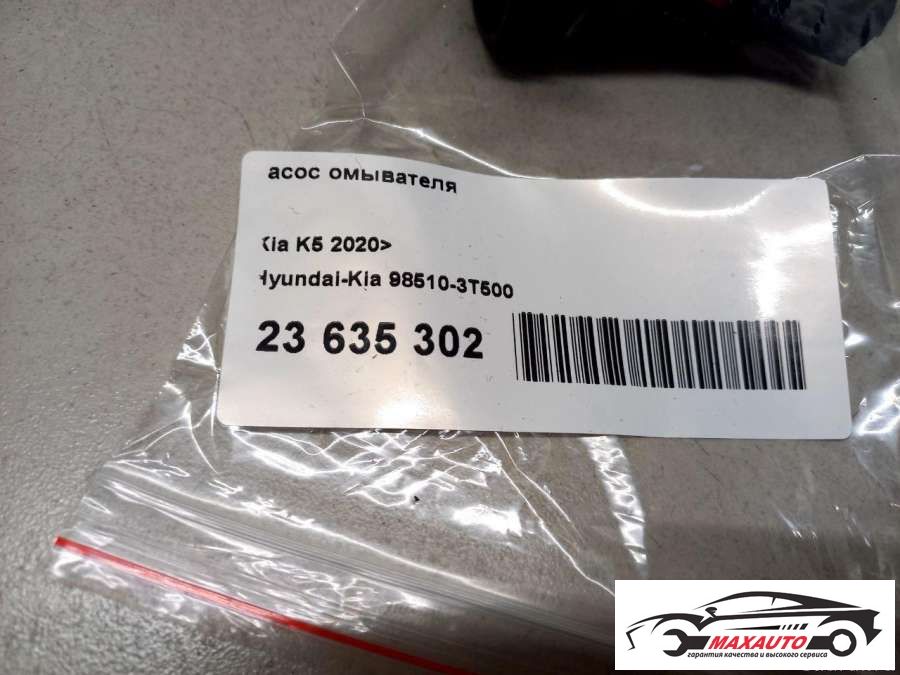 асос омывателя
Kia K5 2020>
Hyundai-Kia 98510-3T500
23 635 302
MAXAUTO
гарантия качества и высокого сервиса